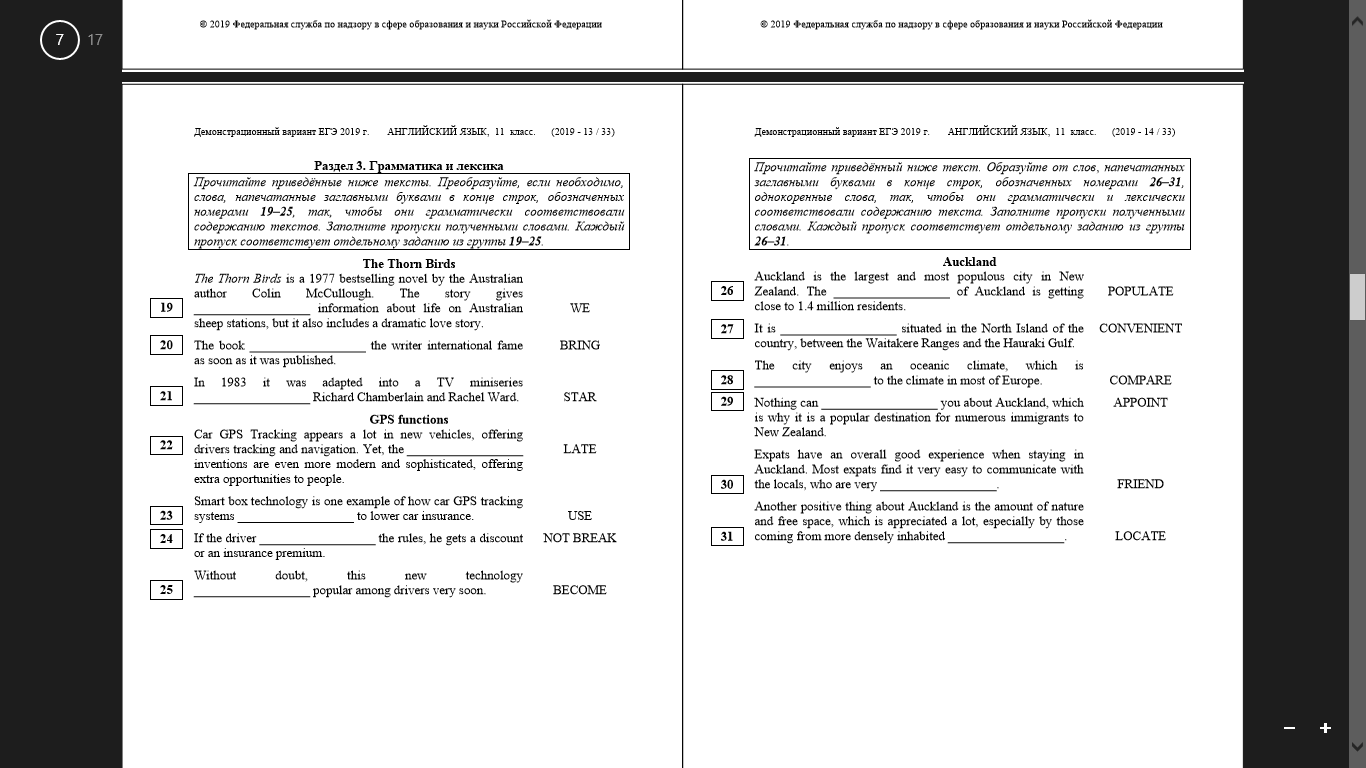 7 17
© 2019 Федеральная служба по надзору в сфере образования и науки Российской Федерации
© 2019 Федеральная служба по надзору в сфере образования и науки Российской Федерации
Демонстрационный вариант ЕГЭ 2019 г. АНГЛИЙСКИЙ ЯЗЫК, 11 класс. (2019 - 13 / 33)
Раздел 3. Грамматика и лексика
Прочитайте приведённые ниже тексты. Преобразуйте, если необходимо,
слова, напечатанные заглавными буквами в конце строк, обозначенных
номерами 19–25, так, чтобы они грамматически соответствовали
содержанию текстов. Заполните пропуски полученными словами. Каждый
пропуск соответствует отдельному заданию из группы 19–25.
The Thorn Birds
The Thorn Birds is a 1977 bestselling novel by the Australian
author Colin McCullough. The story gives
19 ____________________ information about life on Australian WE
sheep stations, but it also includes a dramatic love story.
20 The book ____________________ the writer international fame BRING
as soon as it was published.
In 1983 it was adapted into a TV miniseries
21 ____________________ Richard Chamberlain and Rachel Ward. STAR
GPS functions
Car GPS Tracking appears a lot in new vehicles, offering
22 drivers tracking and navigation. Yet, the ____________________ LATE
inventions are even more modern and sophisticated, offering
extra opportunities to people.
Smart box technology is one example of how car GPS tracking
23 systems ____________________ to lower car insurance. USE
24 If the driver ____________________ the rules, he gets a discount NOT BREAK
or an insurance premium.
Without doubt, this new technology
25 ____________________ popular among drivers very soon. BECOME
Демонстрационный вариант ЕГЭ 2019 г. АНГЛИЙСКИЙ ЯЗЫК, 11 класс. (2019 - 14 / 33)
Прочитайте приведённый ниже текст. Образуйте от слов, напечатанных
заглавными буквами в конце строк, обозначенных номерами 26–31,
однокоренные слова, так, чтобы они грамматически и лексически
соответствовали содержанию текста. Заполните пропуски полученными
словами. Каждый пропуск соответствует отдельному заданию из группы
26–31.
Auckland
Auckland is the largest and most populous city in New
26 Zealand. The ____________________ of Auckland is getting POPULATE
close to 1.4 million residents.
27 It is ____________________ situated in the North Island of the CONVENIENT
country, between the Waitakere Ranges and the Hauraki Gulf.
The city enjoys an oceanic climate, which is
28 ____________________ to the climate in most of Europe. COMPARE
29 Nothing can ____________________ you about Auckland, which APPOINT
is why it is a popular destination for numerous immigrants to
New Zealand.
Expats have an overall good experience when staying in
Auckland. Most expats find it very easy to communicate with
30 the locals, who are very ____________________. FRIEND
Another positive thing about Auckland is the amount of nature
and free space, which is appreciated a lot, especially by those
31 coming from more densely inhabited ____________________. LOCATE